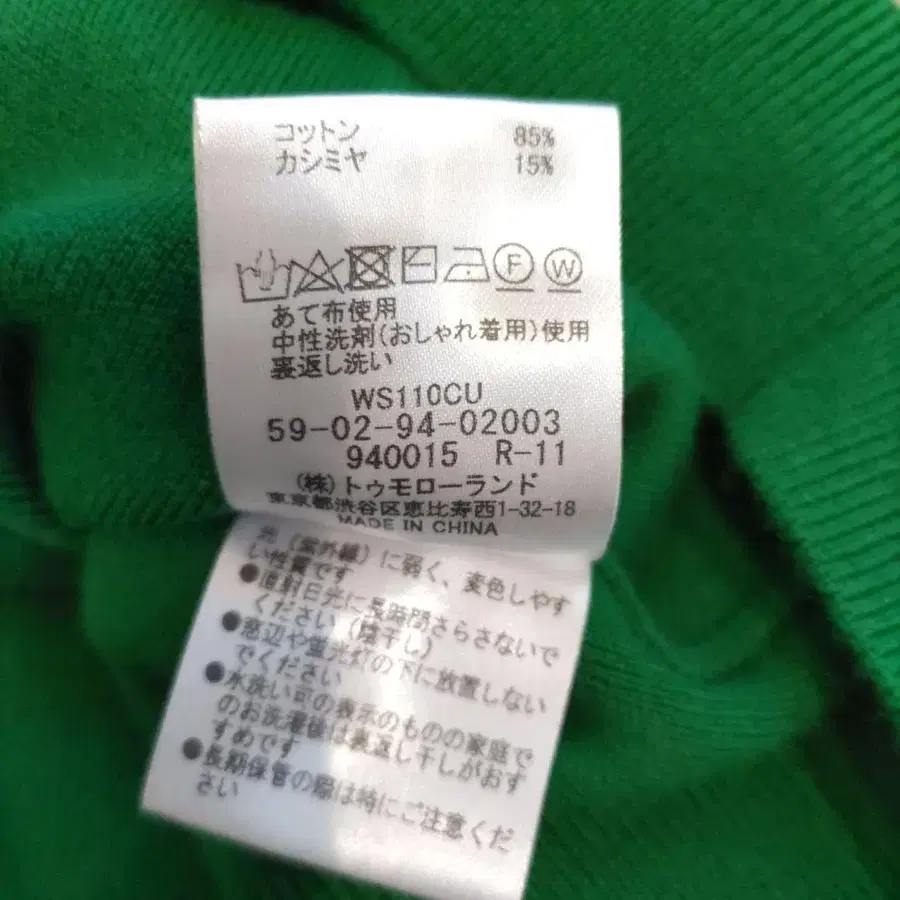 コットン 85%
カシミヤ 15%
F W
あて布使用
中性洗剤(おしゃれ着用)使用
裏返し洗い
WS110CU
59-02-94-02003
940015 R-11
(株)トゥモローランド
東京都渋谷区恵比寿西1-32-18
MADE IN CHINA
光(紫外線)に弱く、変色しやす
い性質です
●直射日光に長時間さらさないで
ください(陰干し)
●窓辺や蛍光灯の下に放置しない
でください
●水洗い可の表示のものの家庭で
のお洗濯後は裏返し干しがおす
すめです
●長期保管の際は特にご注意くだ
さい